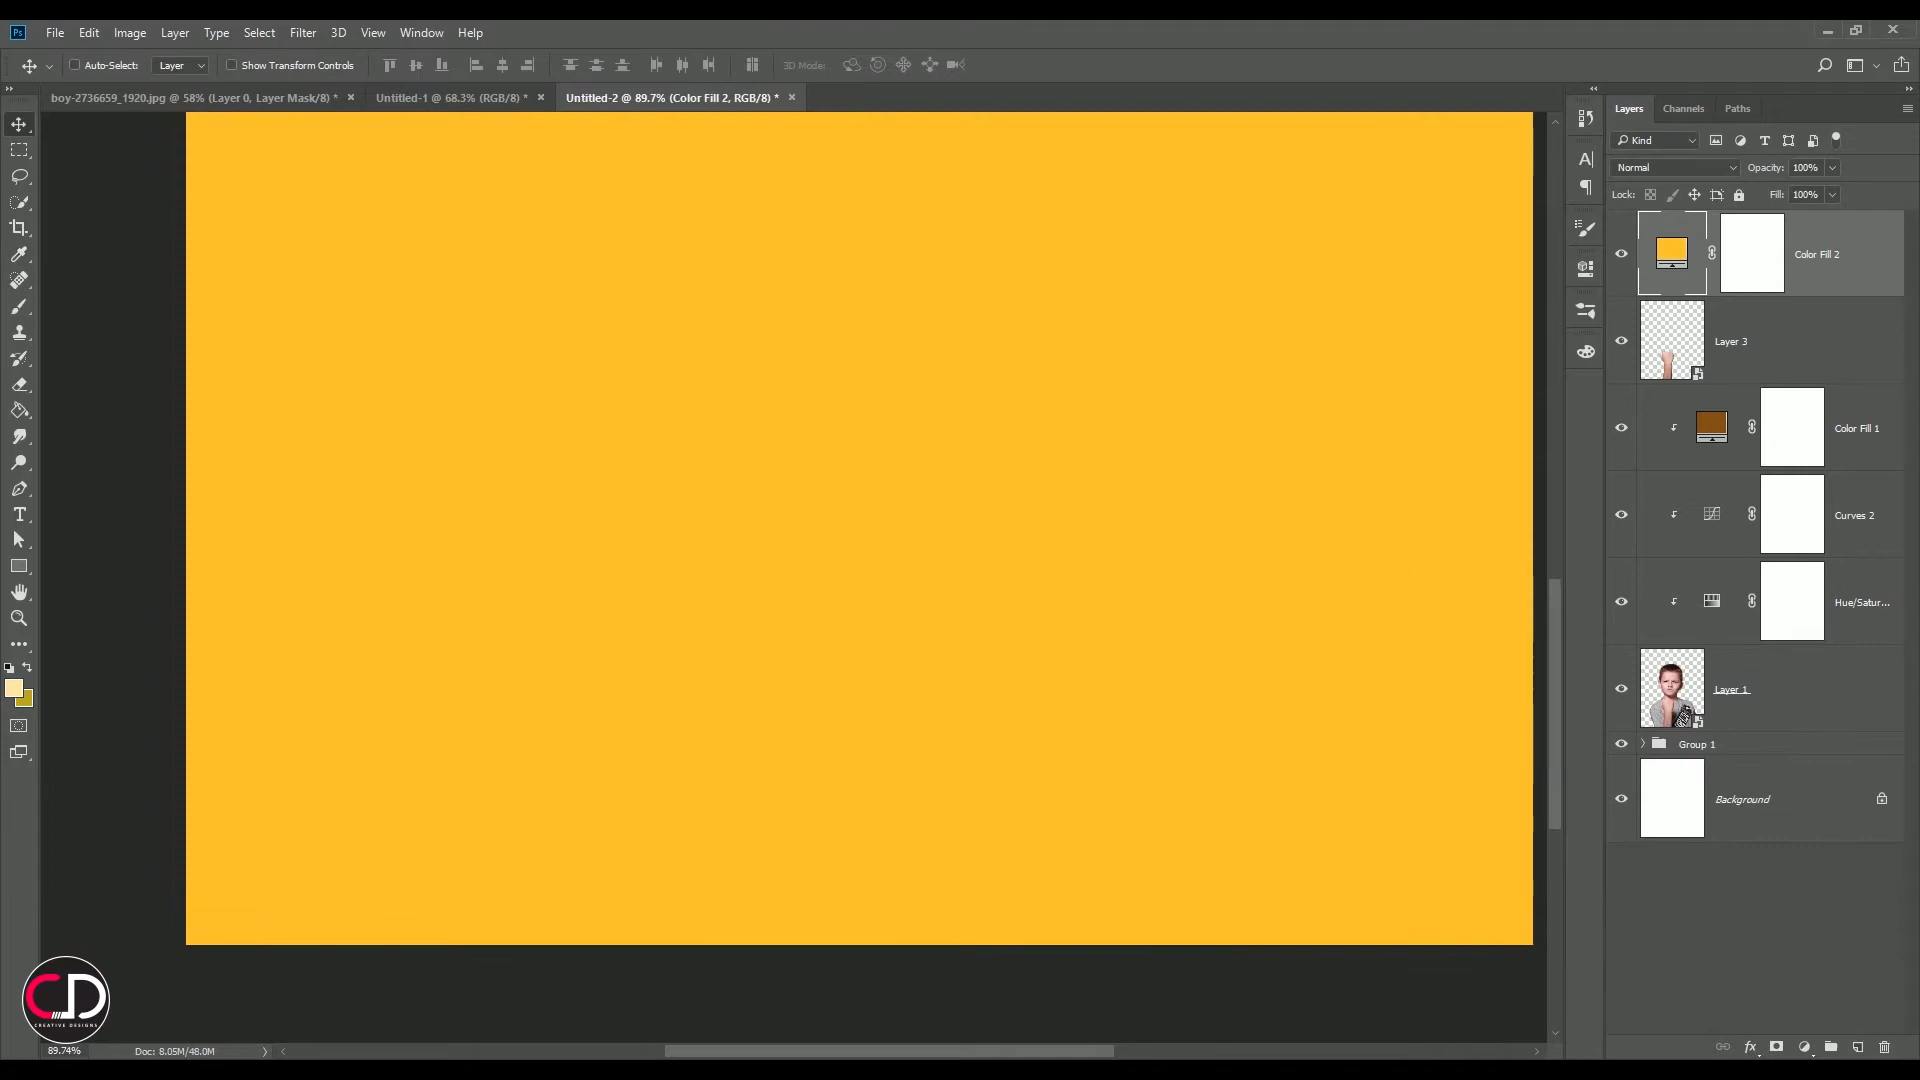 Ps File Edit Image Layer Type Select Filter 3D View Window Help
Auto-Select: Layer Show Transform Controls 3D Mode:
boy-2736659_1920.jpg @ 58% (Layer 0, Layer Mask/8) * Untitled-1 @ 68.3% (RGB/8) * Untitled-2 @ 89.7% (Color Fill 2, RGB/8) *
Layers Channels Paths
Kind
Normal Opacity: 100%
Lock: Fill: 100%
Color Fill 2
Layer 3
Color Fill 1
Curves 2
Hue/Satur...
Layer 1
Group 1
Background
CD
CREATIVE DESIGNS
89.74% Doc: 8.05M/48.0M